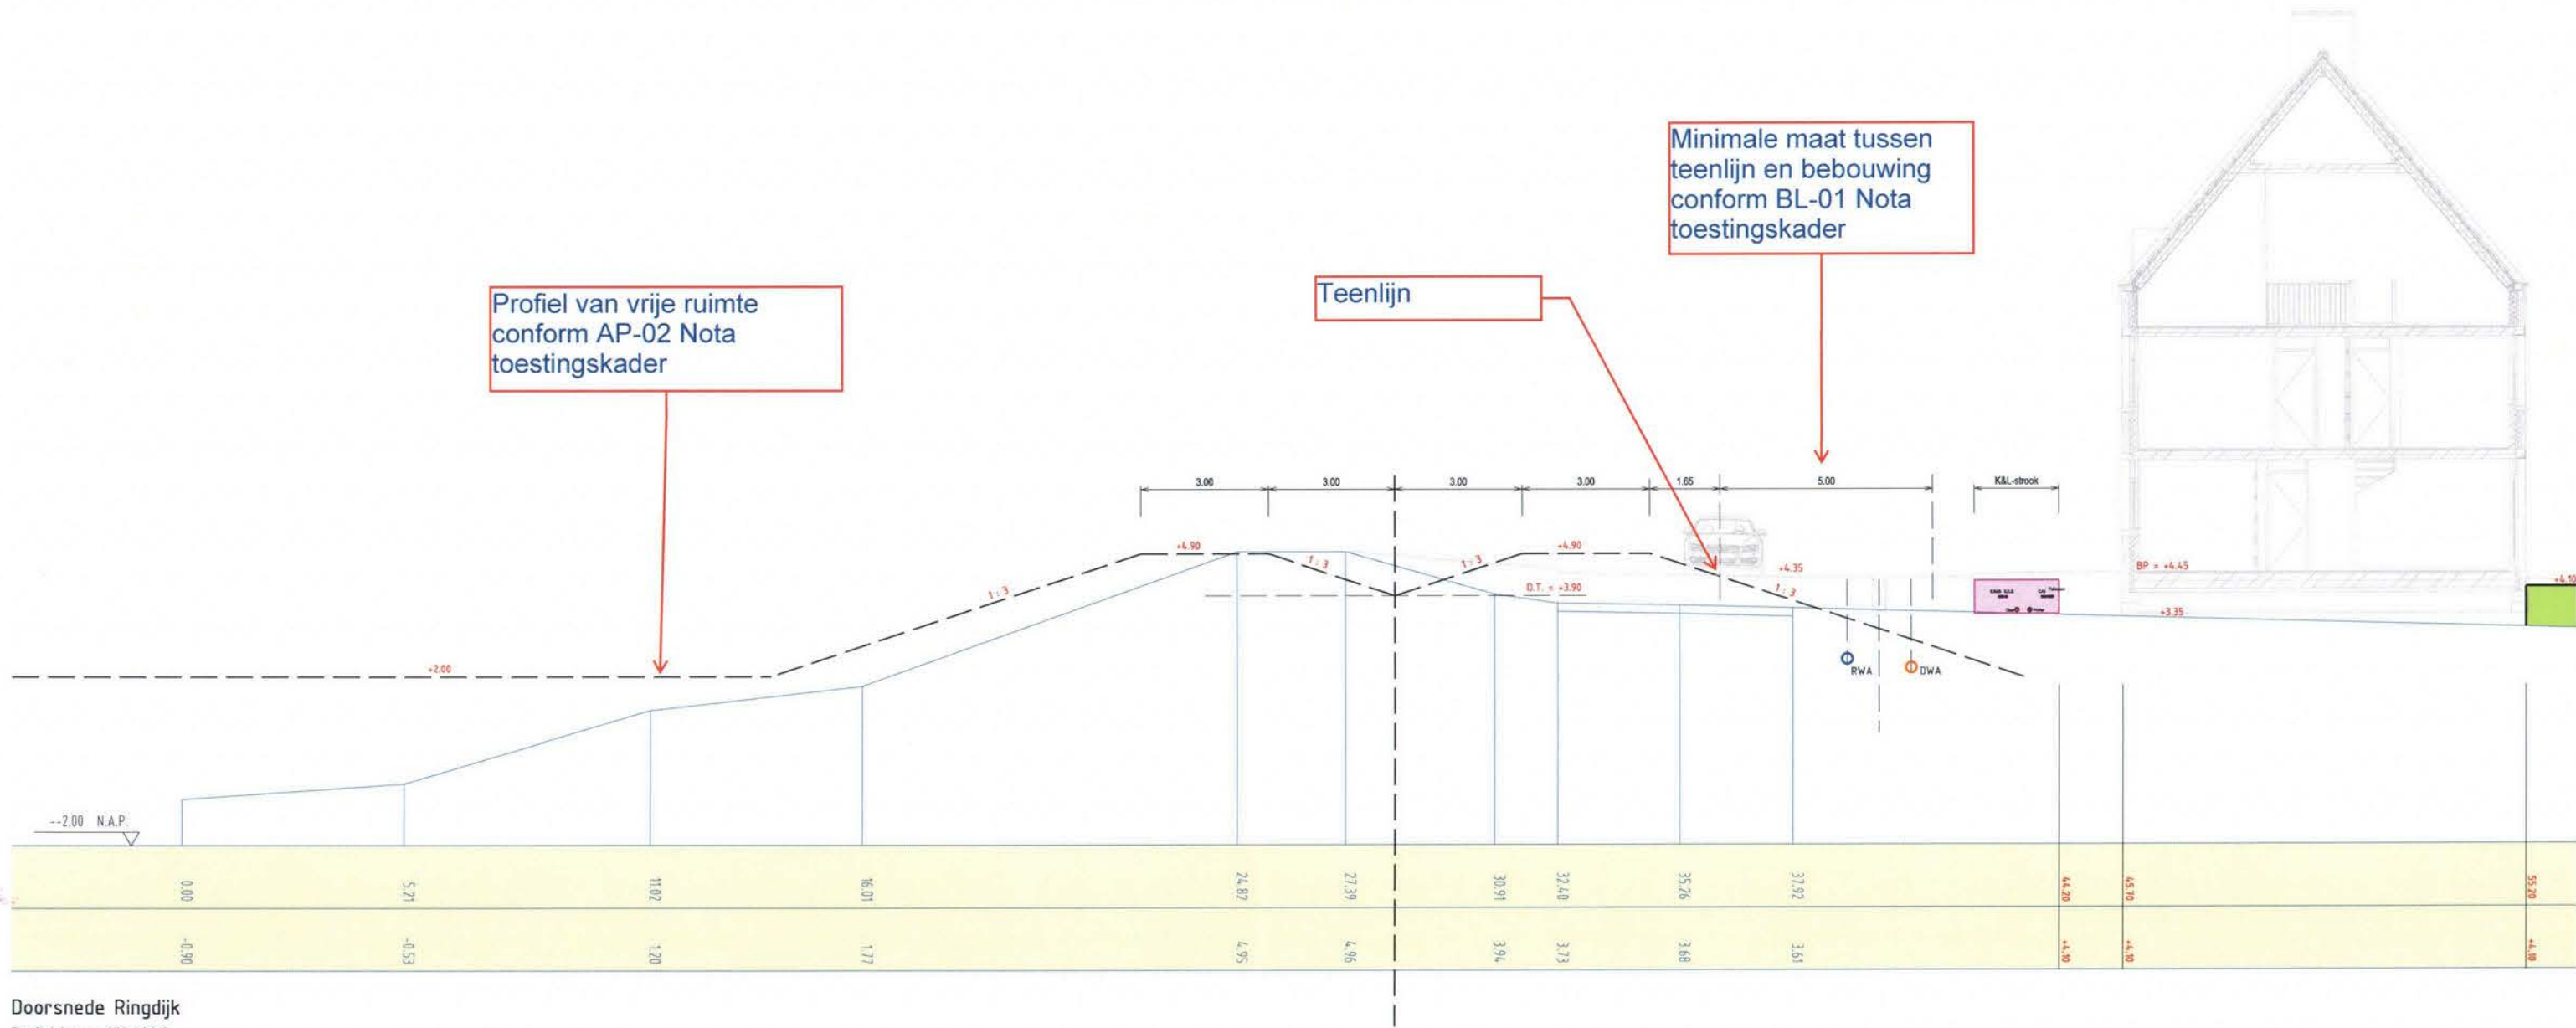 Minimale maat tussen
teenlijn en bebouwing
conform BL-01 Nota
toestingskader
Profiel van vrije ruimte
conform AP-02 Nota
toestingskader
Teenlijn
3.00 3.00 3.00 3.00 1.65 5.00 K&L-strook
+4.90 1:3 1:3 +4.90
1:3 D.T. = +3.90 +4.35 1:3 BP = +4.45 +4.10
+3.35
+2.00
RWA DWA
--2.00 N.A.P.
0.00 5.21 11.02 16.01 24.82 27.39 30.91 32.40 35.26 37.92 44.20 45.70 55.20
-0.90 -0.53 1.20 1.77 4.95 4.96 3.94 3.73 3.68 3.61 +4.10 +4.10 +4.10
Doorsnede Ringdijk